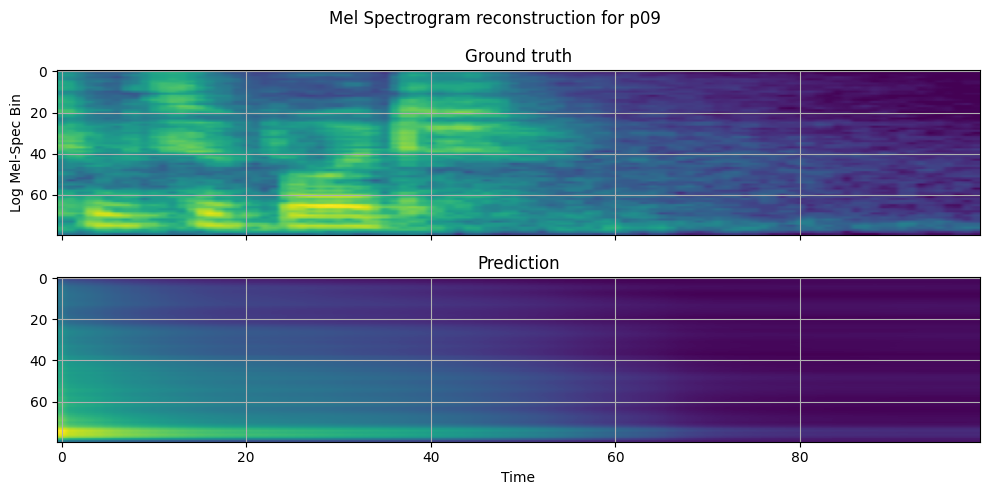 Mel Spectrogram reconstruction for p09
Ground truth
0
20
40
60
Log Mel-Spec Bin
Prediction
0
20
40
60
0 20 40 60 80
Time